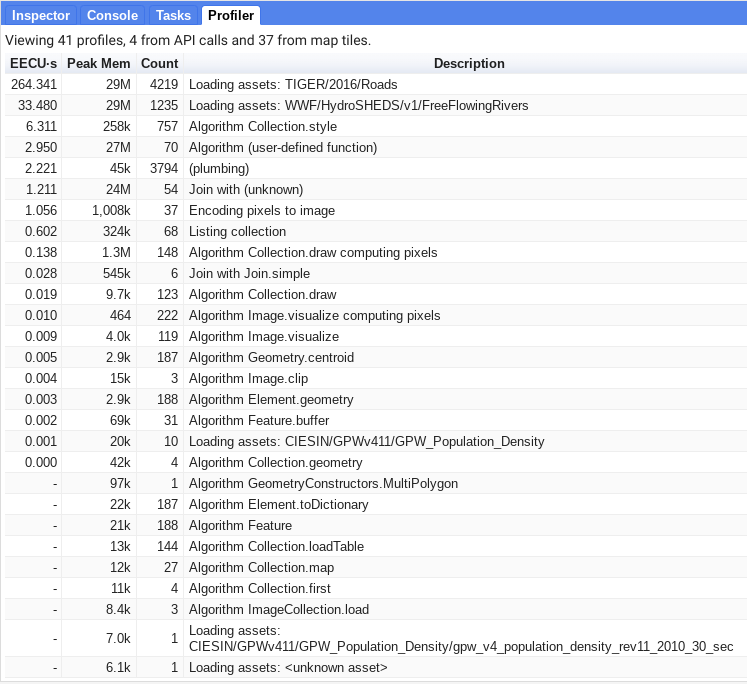 Inspector Console Tasks Profiler
Viewing 41 profiles, 4 from API calls and 37 from map tiles.
EECU·s Peak Mem Count Description
264.341 29M 4219 Loading assets: TIGER/2016/Roads
33.480 29M 1235 Loading assets: WWF/HydroSHEDS/v1/FreeFlowingRivers
6.311 258k 757 Algorithm Collection.style
2.950 27M 70 Algorithm (user-defined function)
2.221 45k 3794 (plumbing)
1.211 24M 54 Join with (unknown)
1.056 1,008k 37 Encoding pixels to image
0.602 324k 68 Listing collection
0.138 1.3M 148 Algorithm Collection.draw computing pixels
0.028 545k 6 Join with Join.simple
0.019 9.7k 123 Algorithm Collection.draw
0.010 464 222 Algorithm Image.visualize computing pixels
0.009 4.0k 119 Algorithm Image.visualize
0.005 2.9k 187 Algorithm Geometry.centroid
0.004 15k 3 Algorithm Image.clip
0.003 2.9k 188 Algorithm Element.geometry
0.002 69k 31 Algorithm Feature.buffer
0.001 20k 10 Loading assets: CIESIN/GPWv411/GPW_Population_Density
0.000 42k 4 Algorithm Collection.geometry
- 97k 1 Algorithm GeometryConstructors.MultiPolygon
- 22k 187 Algorithm Element.toDictionary
- 21k 188 Algorithm Feature
- 13k 144 Algorithm Collection.loadTable
- 12k 27 Algorithm Collection.map
- 11k 4 Algorithm Collection.first
- 8.4k 3 Algorithm ImageCollection.load
- 7.0k 1 Loading assets:
CIESIN/GPWv411/GPW_Population_Density/gpw_v4_population_density_rev11_2010_30_sec
- 6.1k 1 Loading assets: <unknown asset>